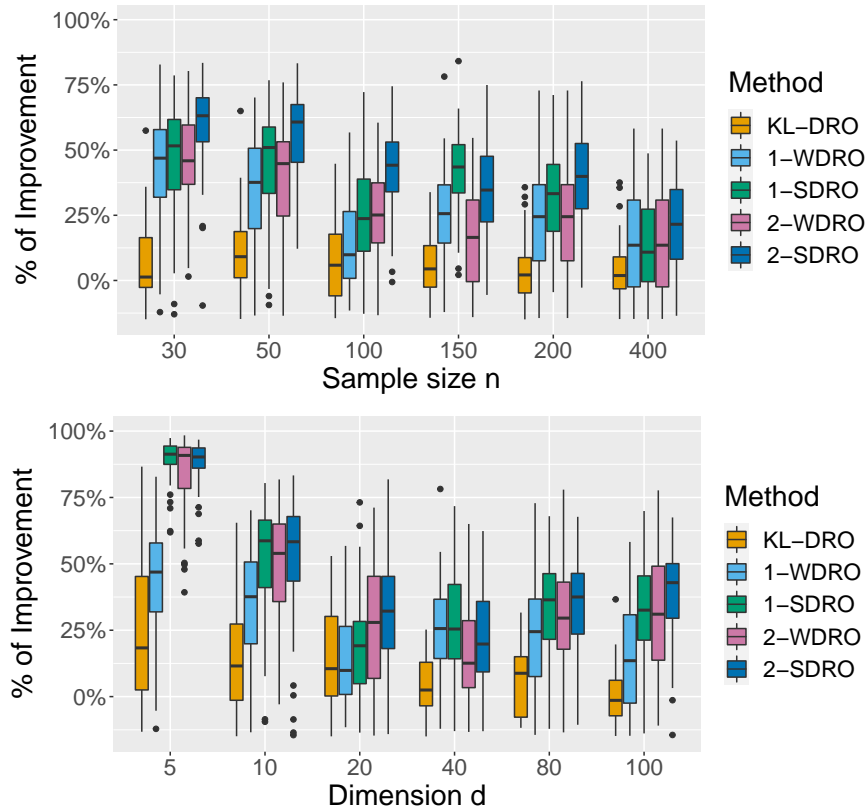 100%
75%
50%
25%
0%
% of Improvement
30 50 100 150 200 400
Sample size n
Method
KL−DRO
1−WDRO
1−SDRO
2−WDRO
2−SDRO
100%
75%
50%
25%
0%
% of Improvement
5 10 20 40 80 100
Dimension d
Method
KL−DRO
1−WDRO
1−SDRO
2−WDRO
2−SDRO